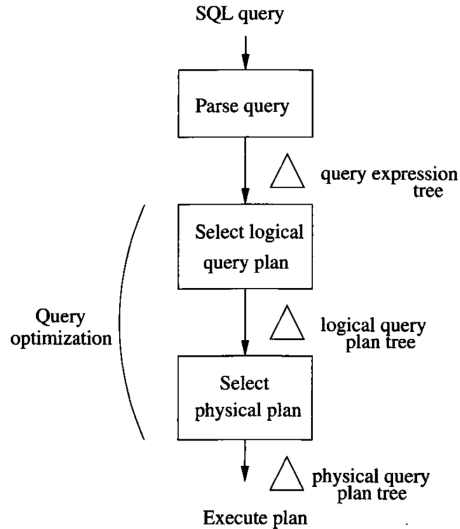 SQL query
Parse query
query expression
tree
Select logical
query plan
Query
optimization
logical query
plan tree
Select
physical plan
physical query
plan tree
Execute plan